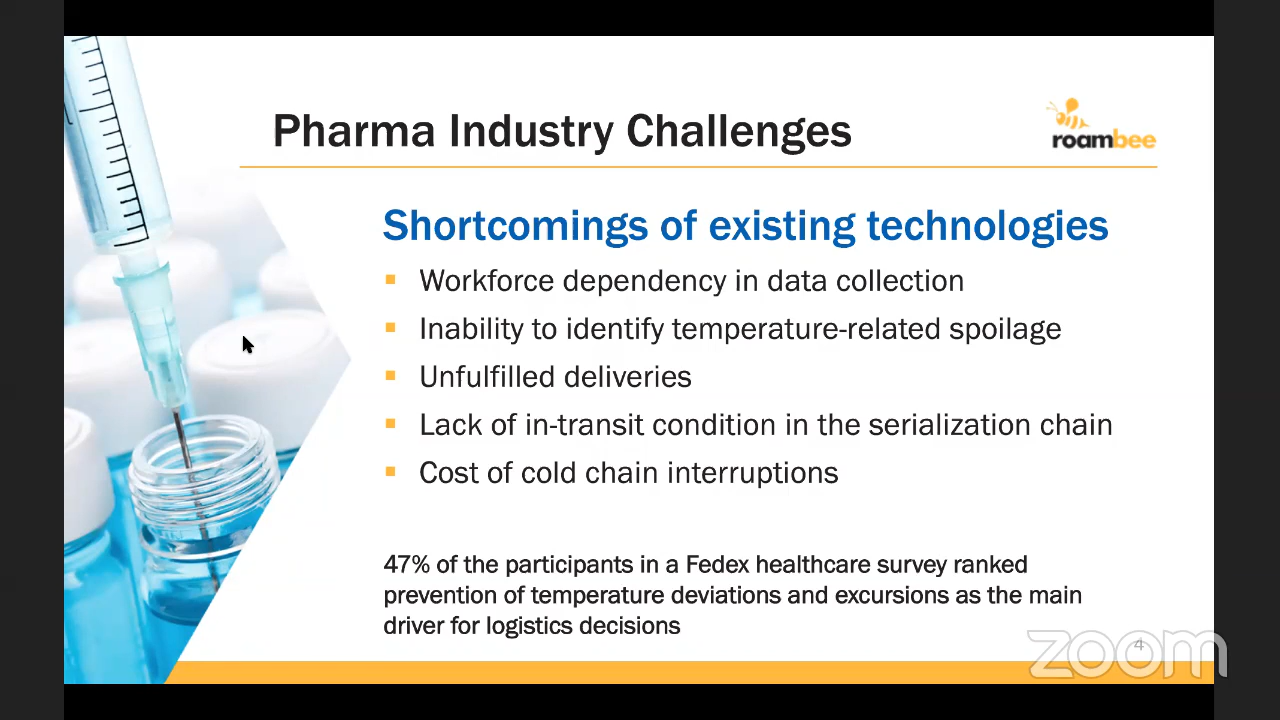 Pharma Industry Challenges
roambee
Shortcomings of existing technologies
Workforce dependency in data collection
Inability to identify temperature-related spoilage
Unfulfilled deliveries
Lack of in-transit condition in the serialization chain
Cost of cold chain interruptions
47% of the participants in a Fedex healthcare survey ranked
prevention of temperature deviations and excursions as the main
driver for logistics decisions
4
zoom